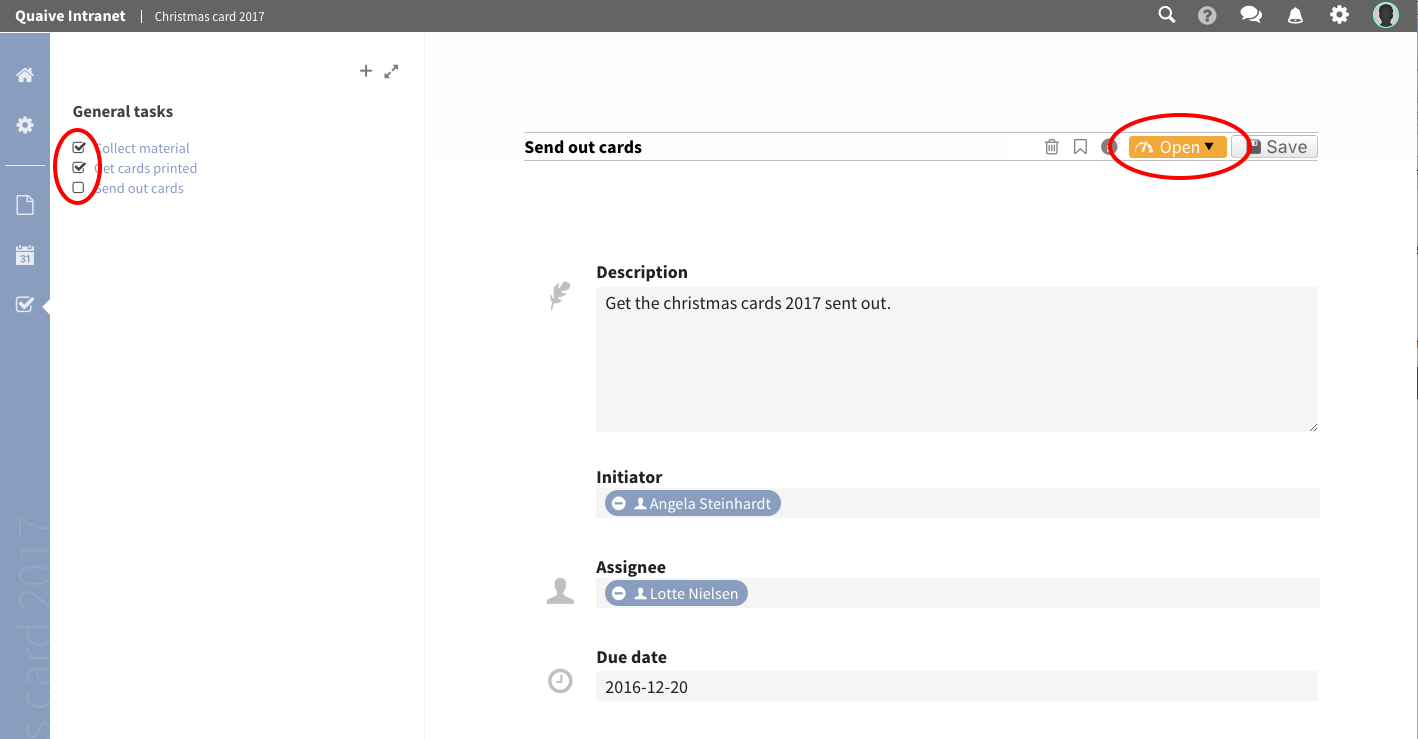 Quaive Intranet | Christmas card 2017
General tasks
Collect material
Get cards printed
Send out cards
31
s card 2017
Send out cards
Open ▼
Save
Description
Get the christmas cards 2017 sent out.
Initiator
Angela Steinhardt
Assignee
Lotte Nielsen
Due date
2016-12-20